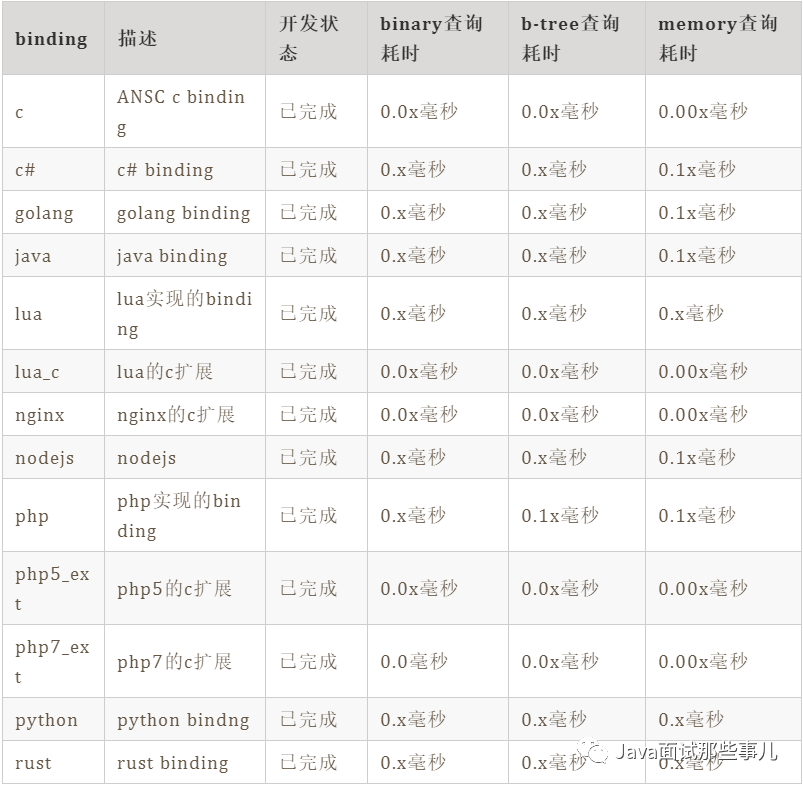 binding 描述 开发状 binary查询 b-tree查询 memory查询
态 耗时 耗时 耗时
c ANSC c bindin 已完成 0.0x毫秒 0.0x毫秒 0.00x毫秒
g
c# c# binding 已完成 0.x毫秒 0.x毫秒 0.1x毫秒
golang golang binding 已完成 0.x毫秒 0.x毫秒 0.1x毫秒
java java binding 已完成 0.x毫秒 0.x毫秒 0.1x毫秒
lua lua实现的bindi 已完成 0.x毫秒 0.x毫秒 0.x毫秒
ng
lua_c lua的c扩展 已完成 0.0x毫秒 0.0x毫秒 0.00x毫秒
nginx nginx的c扩展 已完成 0.0x毫秒 0.0x毫秒 0.00x毫秒
nodejs nodejs 已完成 0.x毫秒 0.x毫秒 0.1x毫秒
php php实现的bin 已完成 0.x毫秒 0.1x毫秒 0.1x毫秒
ding
php5_ex php5的c扩展 已完成 0.0x毫秒 0.0x毫秒 0.00x毫秒
t
php7_ex php7的c扩展 已完成 0.0毫秒 0.0x毫秒 0.00x毫秒
t
python python bindng 已完成 0.x毫秒 0.x毫秒 0.x毫秒
rust rust binding 已完成 0.x毫秒 0.x毫秒 0.x毫秒
Java面试那些事儿